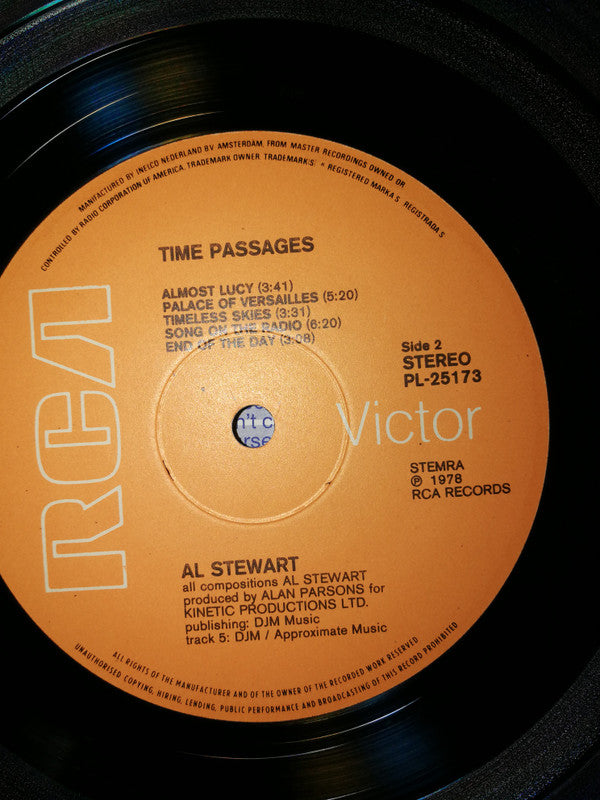 MANUFACTURED BY INELCO NEDERLAND BV. AMSTERDAM, FROM MASTER RECORDINGS OWNED OR
CONTROLLED BY RADIO CORPORATION OF AMERICA. TRADEMARK OWNER. TRADEMARK(S) * REGISTERED MARKA S REGISTRADA S
TIME PASSAGES
ALMOST LUCY (3:41)
PALACE OF VERSAILLES (5:20)
TIMELESS SKIES (3:31)
SONG ON THE RADIO (6:20)
END OF THE DAY (3:08)
Side 2
STEREO
PL-25173
RCA
Victor
n't c
rse
STEMRA
℗ 1978
RCA RECORDS
AL STEWART
all compositions AL STEWART
produced by ALAN PARSONS for
KINETIC PRODUCTIONS LTD.
publishing: DJM Music
track 5: DJM / Approximate Music
ALL RIGHTS OF THE MANUFACTURER AND OF THE OWNER OF THE RECORDED WORK RESERVED
UNAUTHORISED COPYING, HIRING, LENDING, PUBLIC PERFORMANCE AND BROADCASTING OF THIS RECORD PROHIBITED